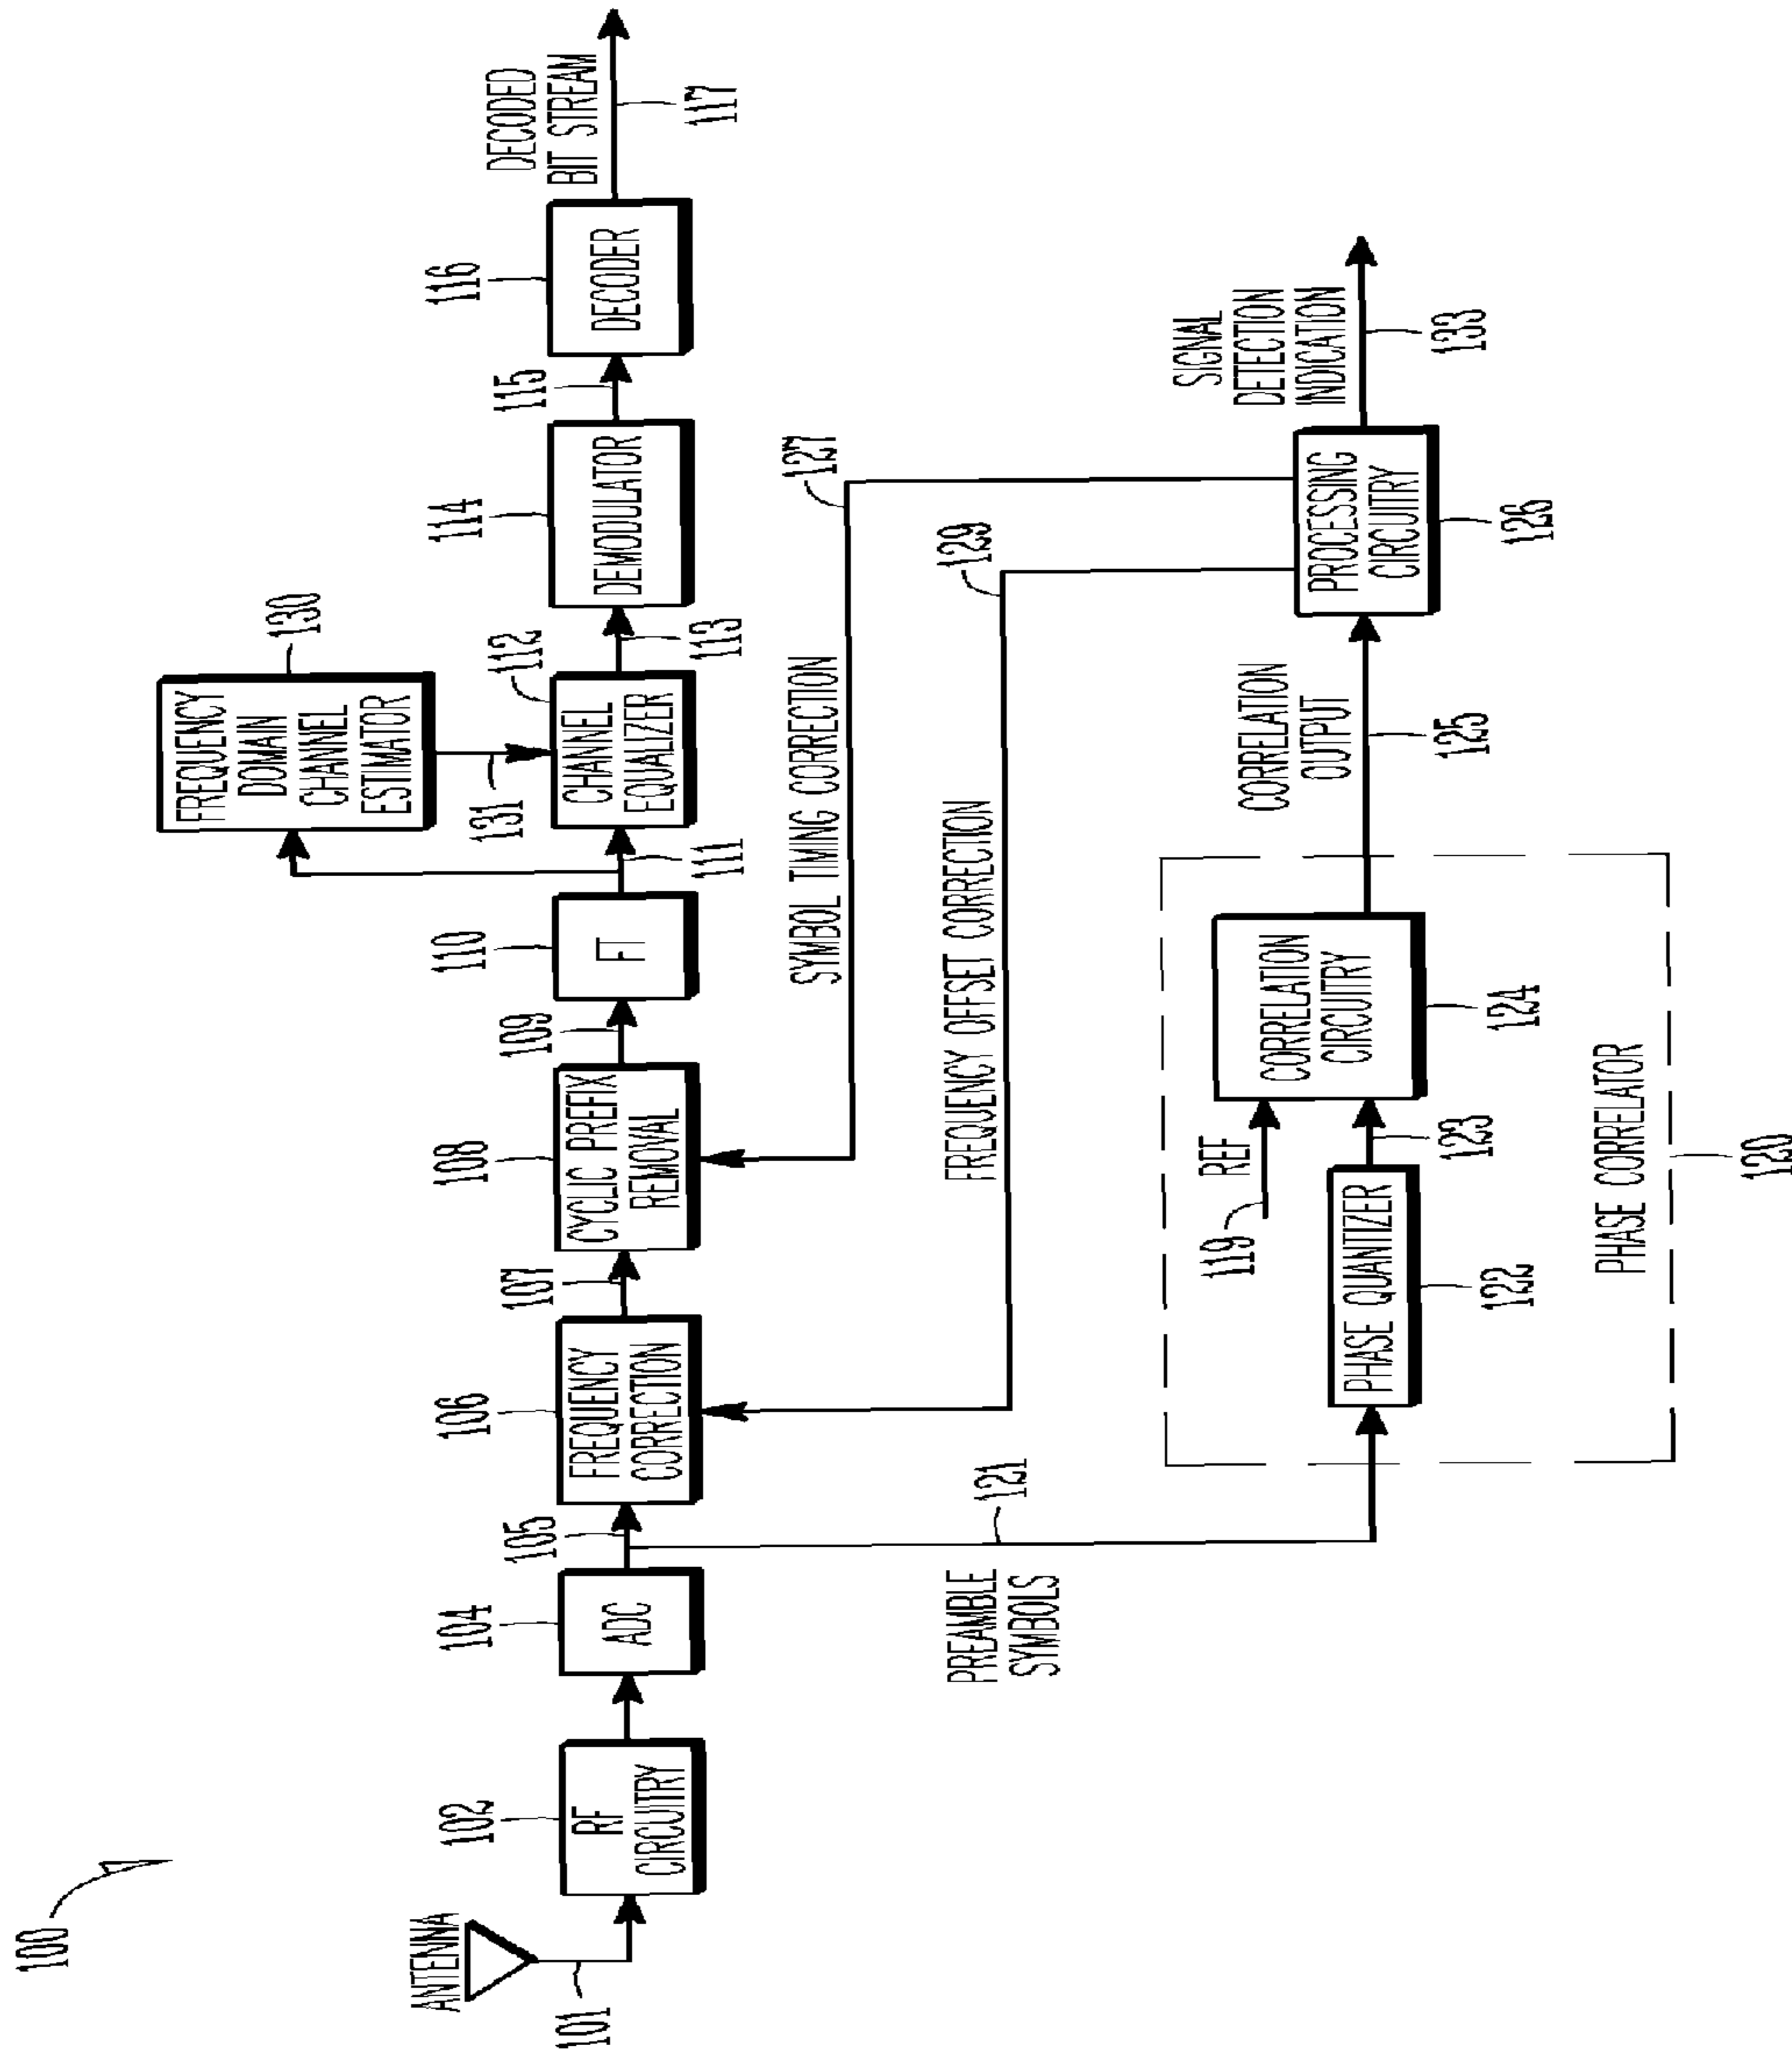 100
ANTENNA
101
102
RF
CIRCUITRY
104
ADC
105
106
FREQUENCY
CORRECTION
107
108
CYCLIC PREFIX
REMOVAL
109
110
FT
111
FREQUENCY
DOMAIN
CHANNEL
ESTIMATOR
130
131
112
CHANNEL
EQUALIZER
113
114
DEMODULATOR
115
116
DECODER
DECODED
BIT STREAM
117
SYMBOL TIMING CORRECTION
127
FREQUENCY OFFSET CORRECTION
129
PREAMBLE
SYMBOLS
121
119
REF
PHASE QUANTIZER
122
123
CORRELATION
CIRCUITRY
124
PHASE CORRELATOR
120
CORRELATION
OUTPUT
125
PROCESSING
CIRCUITRY
126
SIGNAL
DETECTION
INDICATION
133